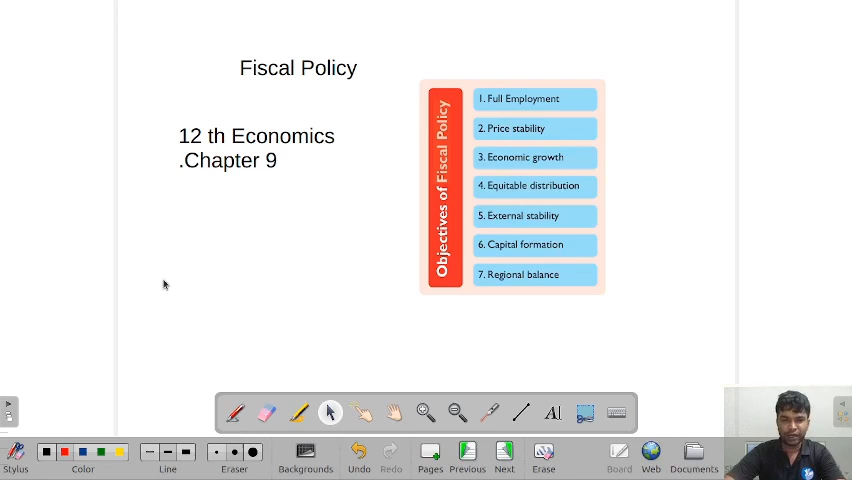 Fiscal Policy
12 th Economics
.Chapter 9
Objectives of Fiscal Policy
1. Full Employment
2. Price stability
3. Economic growth
4. Equitable distribution
5. External stability
6. Capital formation
7. Regional balance
Stylus
Color
Line
Eraser
Backgrounds
Undo
Redo
Pages
Previous
Next
Erase
Board
Web
Documents